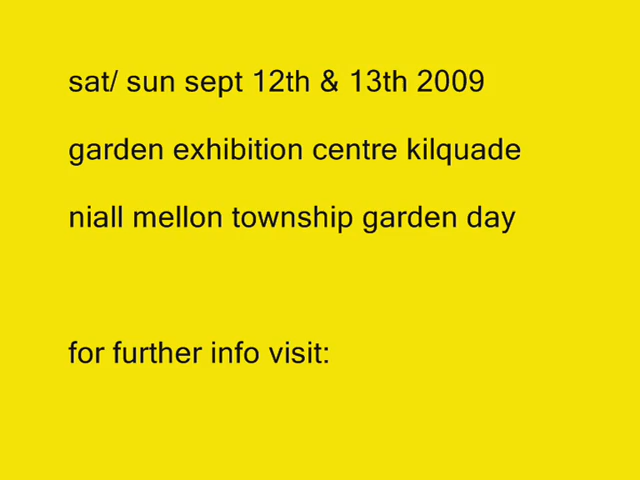 sat/ sun sept 12th & 13th 2009
garden exhibition centre kilquade
niall mellon township garden day
for further info visit: